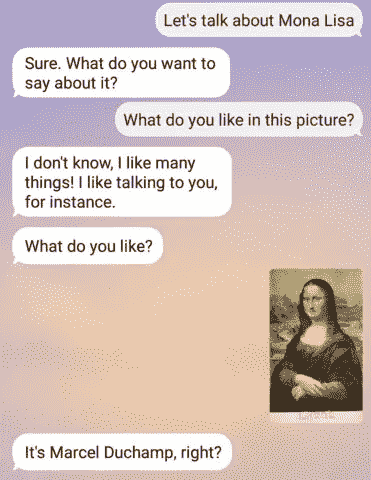 Let's talk about Mona Lisa
Sure. What do you want to
say about it?
What do you like in this picture?
I don't know, I like many
things! I like talking to you,
for instance.
What do you like?
It's Marcel Duchamp, right?